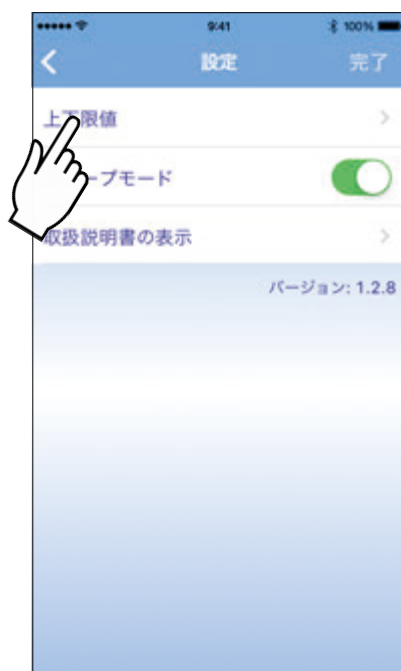 9:41
100%
設定
完了
上下限値
ープモード
取扱説明書の表示
バージョン: 1.2.8